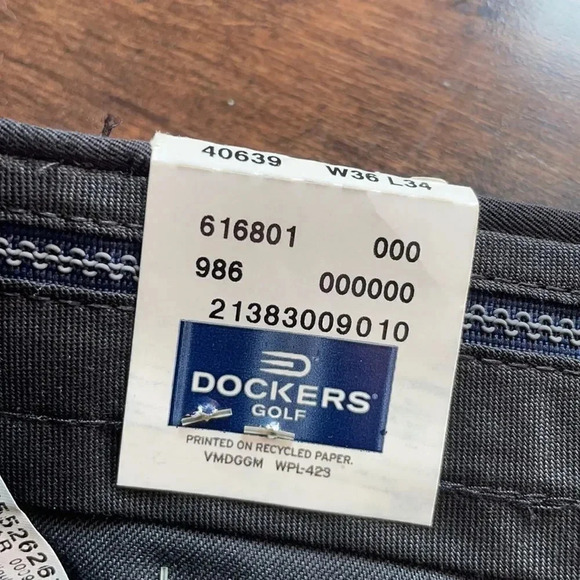 40639 W36 L34
616801 000
986 000000
21383009010
DOCKERS®
GOLF
PRINTED ON RECYCLED PAPER.
VMDGGM WPL-423